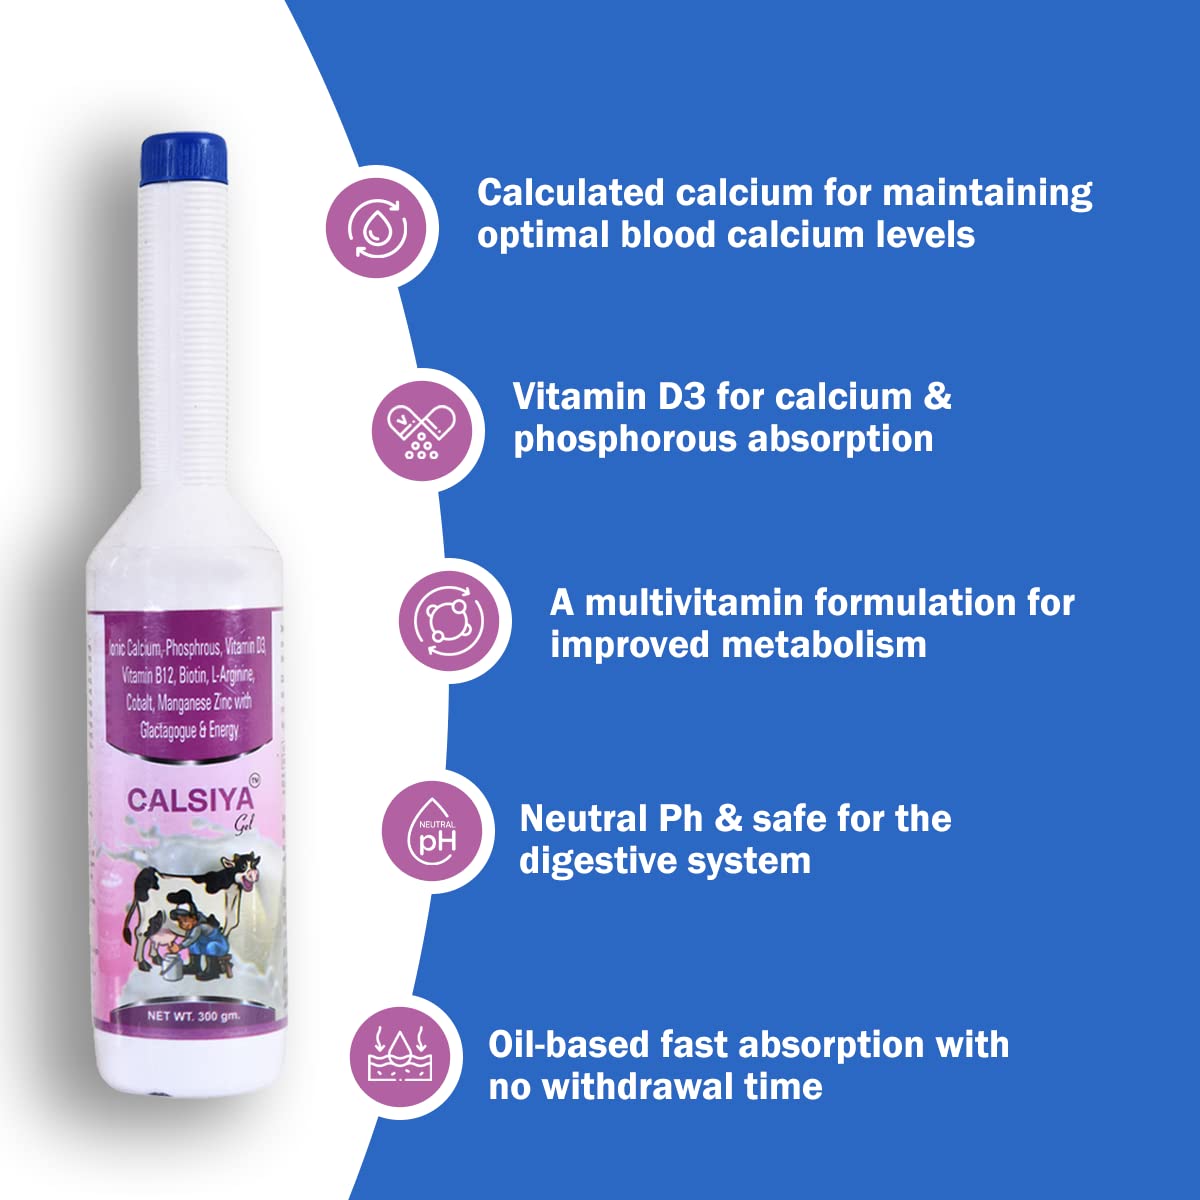 Calculated calcium for maintaining
optimal blood calcium levels
Vitamin D3 for calcium &
phosphorous absorption
A multivitamin formulation for
improved metabolism
NEUTRAL
pH
Neutral Ph & safe for the
digestive system
Oil-based fast absorption with
no withdrawal time
Ionic Calcium, Phosphrous, Vitamin D3,
Vitamin B12, Biotin, L-Arginine,
Cobalt, Manganese Zinc with
Glactagogue & Energy
CALSIYA TM
Gel
NET WT. 300 gm.